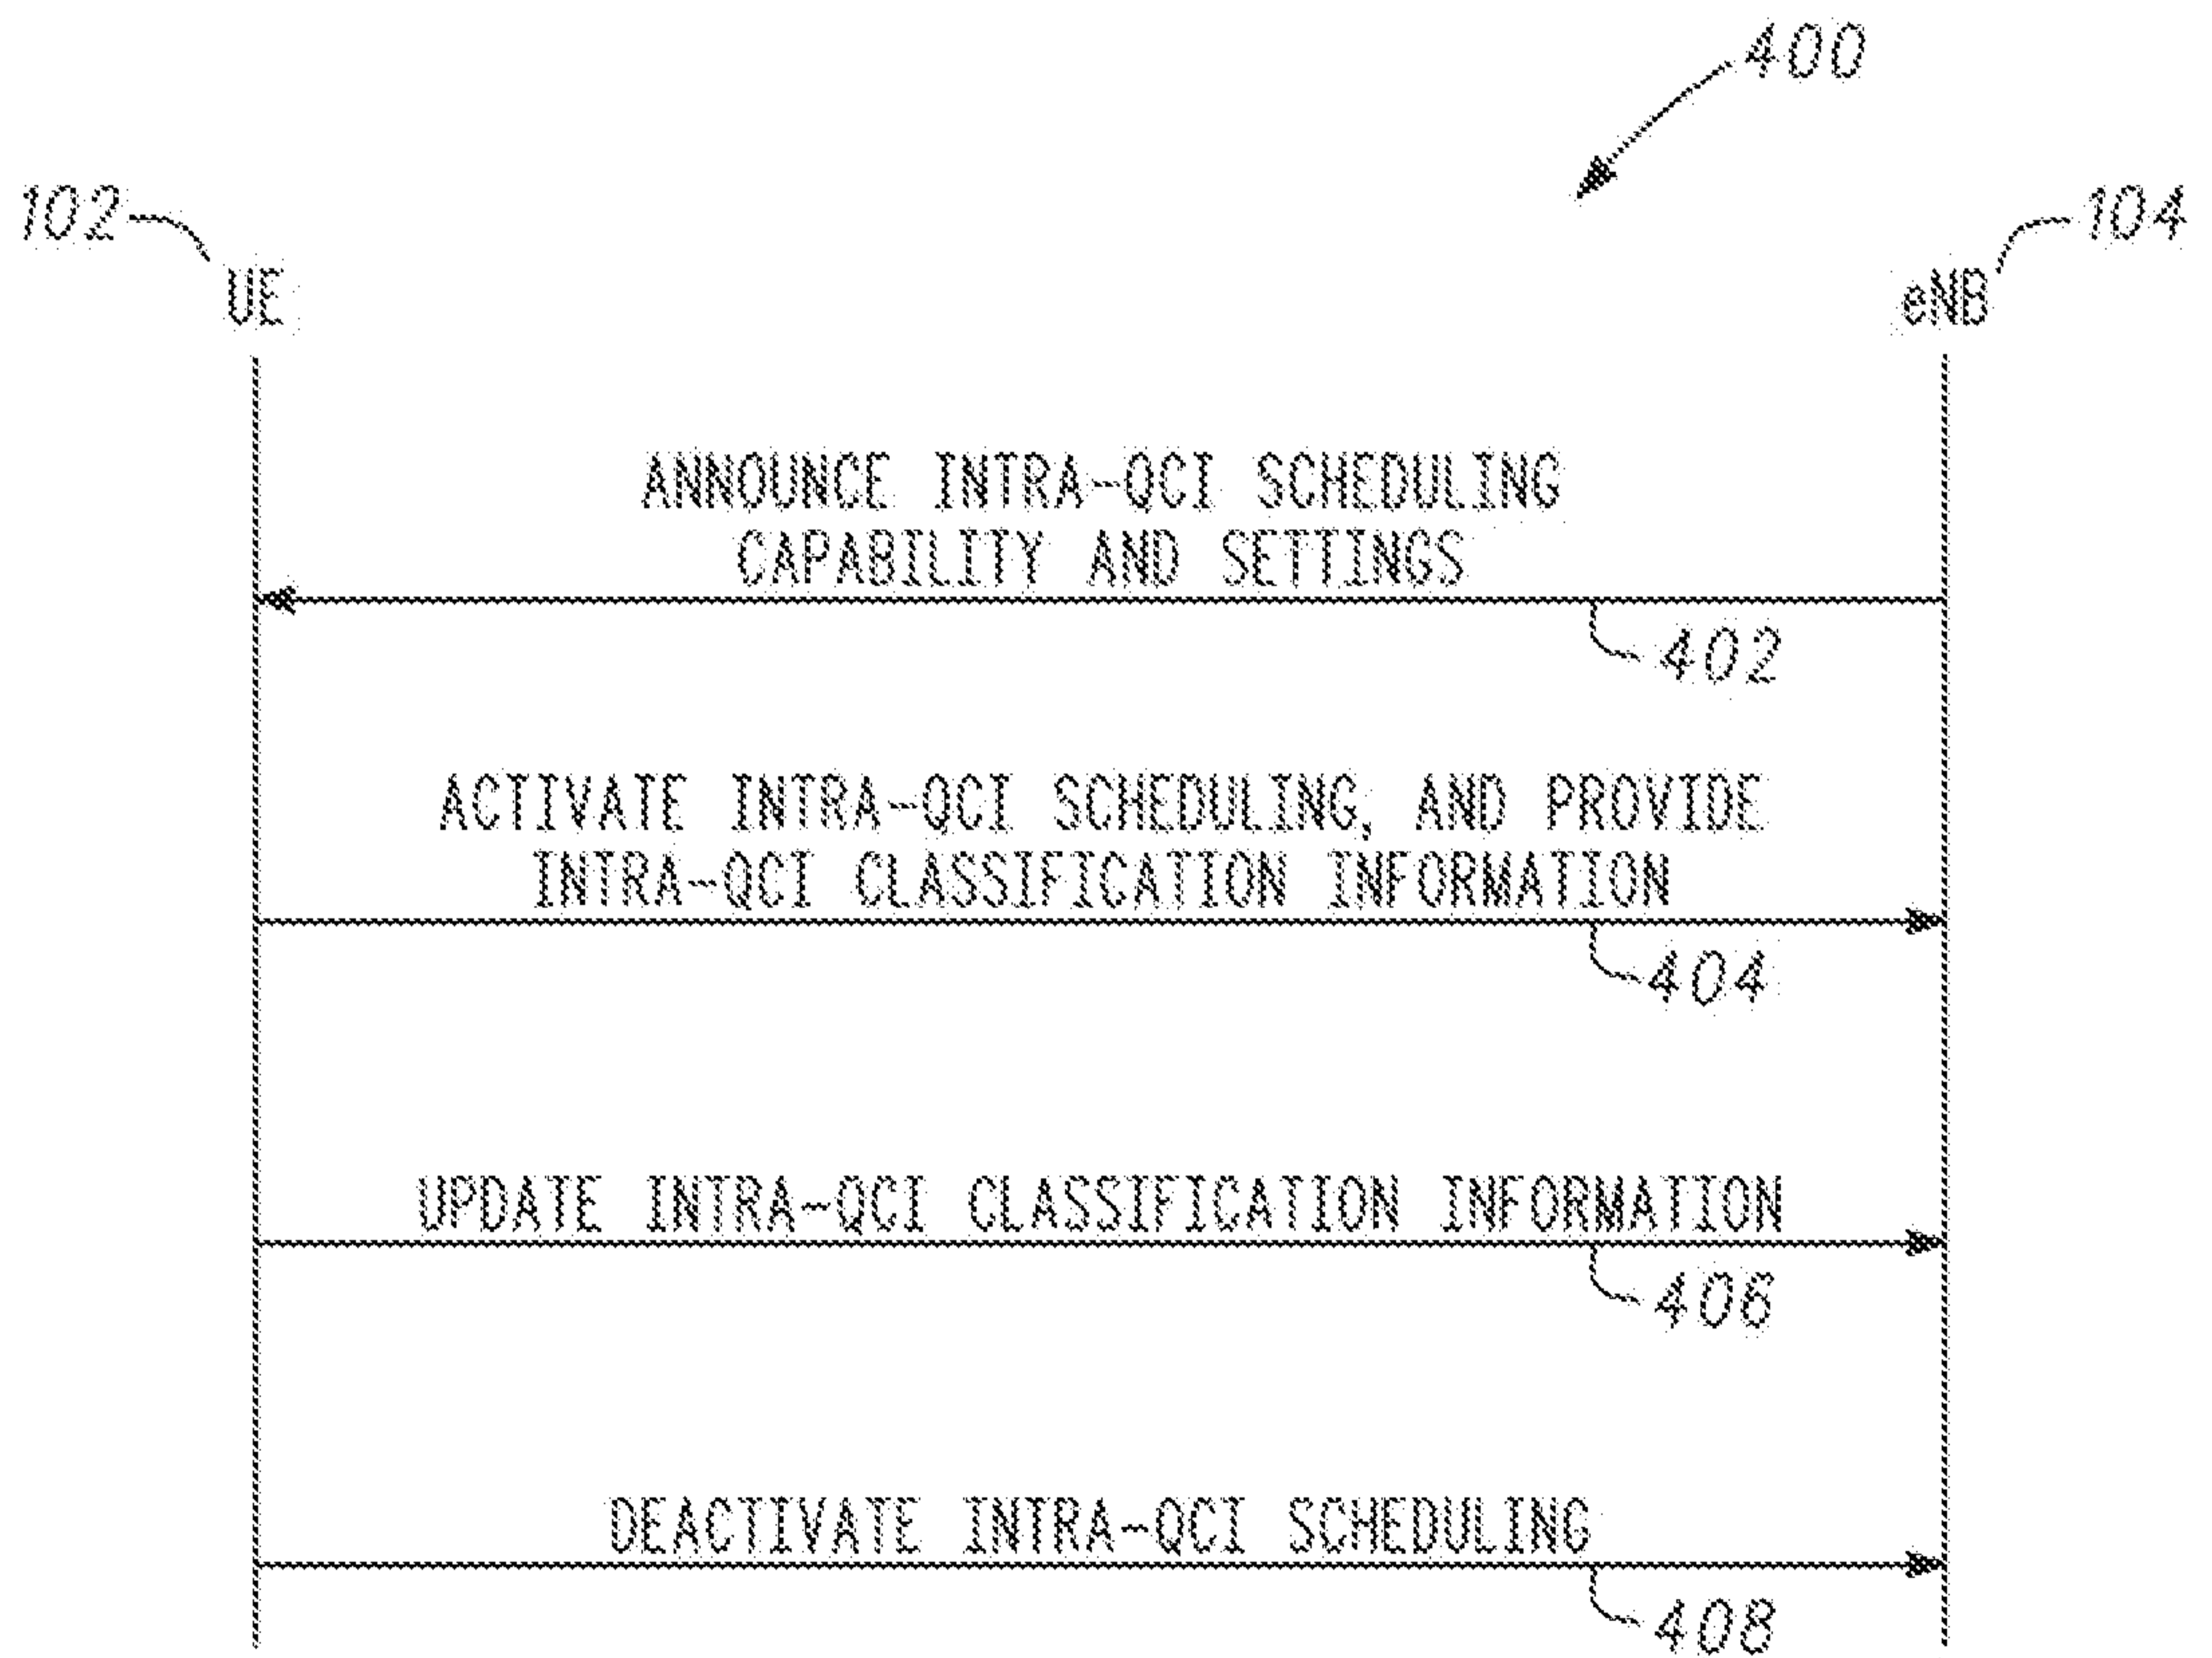 400
102
104
UE
eNB
ANNOUNCE INTRA-QCI SCHEDULING
CAPABILITY AND SETTINGS
402
ACTIVATE INTRA-QCI SCHEDULING, AND PROVIDE
INTRA-QCI CLASSIFICATION INFORMATION
404
UPDATE INTRA-QCI CLASSIFICATION INFORMATION
406
DEACTIVATE INTRA-QCI SCHEDULING
408